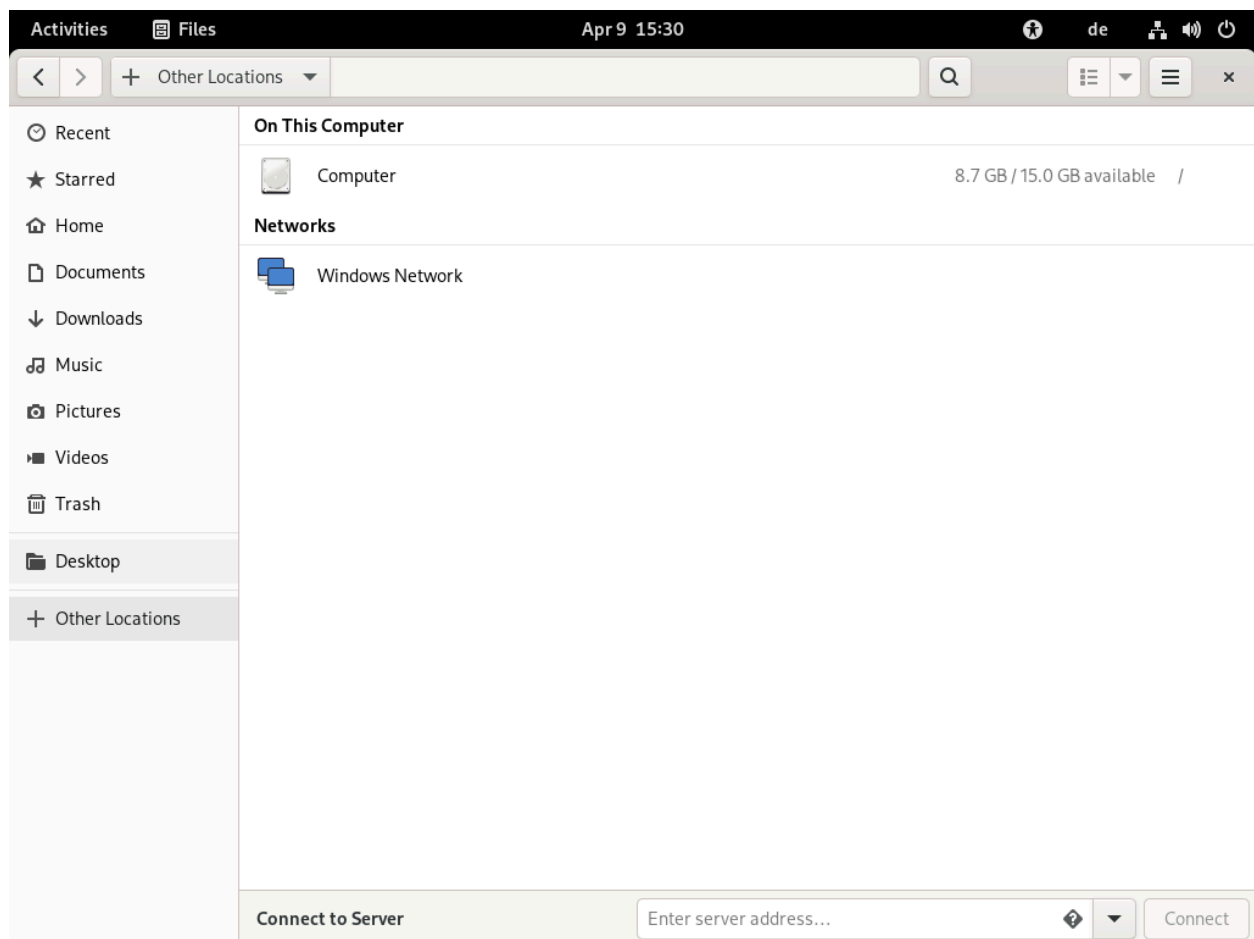 Activities Files Apr 9 15:30 de
Other Locations
Recent
Starred
Home
Documents
Downloads
Music
Pictures
Videos
Trash
Desktop
Other Locations
On This Computer
Computer 8.7 GB / 15.0 GB available /
Networks
Windows Network
Connect to Server Enter server address... Connect